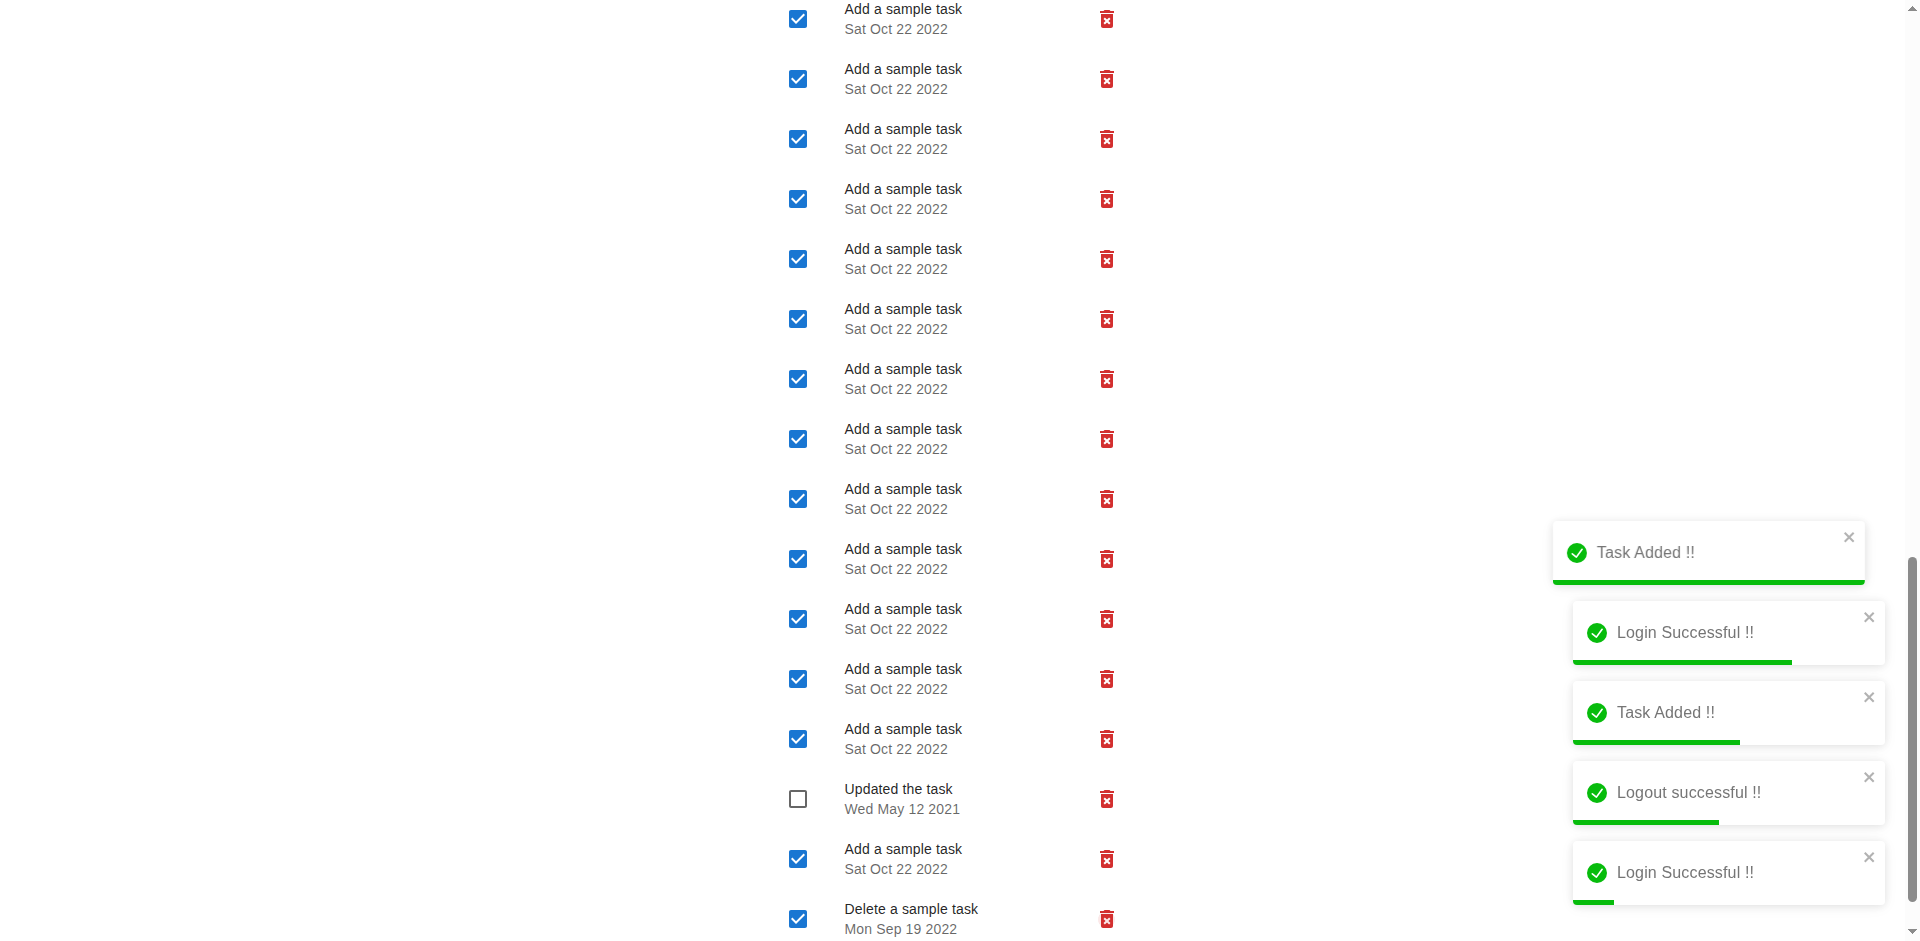 Add a sample task
Sat Oct 22 2022
Add a sample task
Sat Oct 22 2022
Add a sample task
Sat Oct 22 2022
Add a sample task
Sat Oct 22 2022
Add a sample task
Sat Oct 22 2022
Add a sample task
Sat Oct 22 2022
Add a sample task
Sat Oct 22 2022
Add a sample task
Sat Oct 22 2022
Add a sample task
Sat Oct 22 2022
Add a sample task
Sat Oct 22 2022
Add a sample task
Sat Oct 22 2022
Add a sample task
Sat Oct 22 2022
Add a sample task
Sat Oct 22 2022
Updated the task
Wed May 12 2021
Add a sample task
Sat Oct 22 2022
Delete a sample task
Mon Sep 19 2022
Task Added !!
Login Successful !!
Task Added !!
Logout successful !!
Login Successful !!